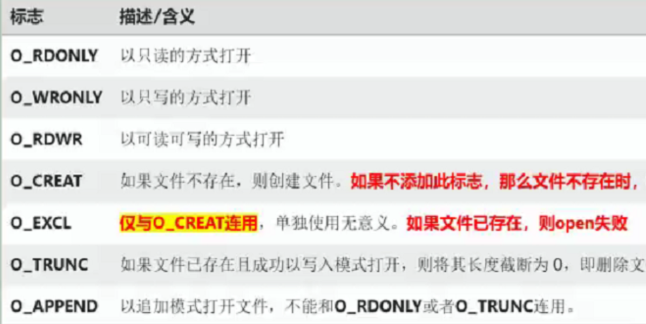 标志 描述/含义
O_RDONLY 以只读的方式打开
O_WRONLY 以只写的方式打开
O_RDWR 以可读可写的方式打开
O_CREAT 如果文件不存在，则创建文件。如果不添加此标志，那么文件不存在时，
O_EXCL 仅与O_CREAT连用，单独使用无意义。如果文件已存在，则open失败
O_TRUNC 如果文件已存在且成功以写入模式打开，则将其长度截断为 0，即删除文
O_APPEND 以追加模式打开文件，不能和O_RDONLY或者O_TRUNC连用。